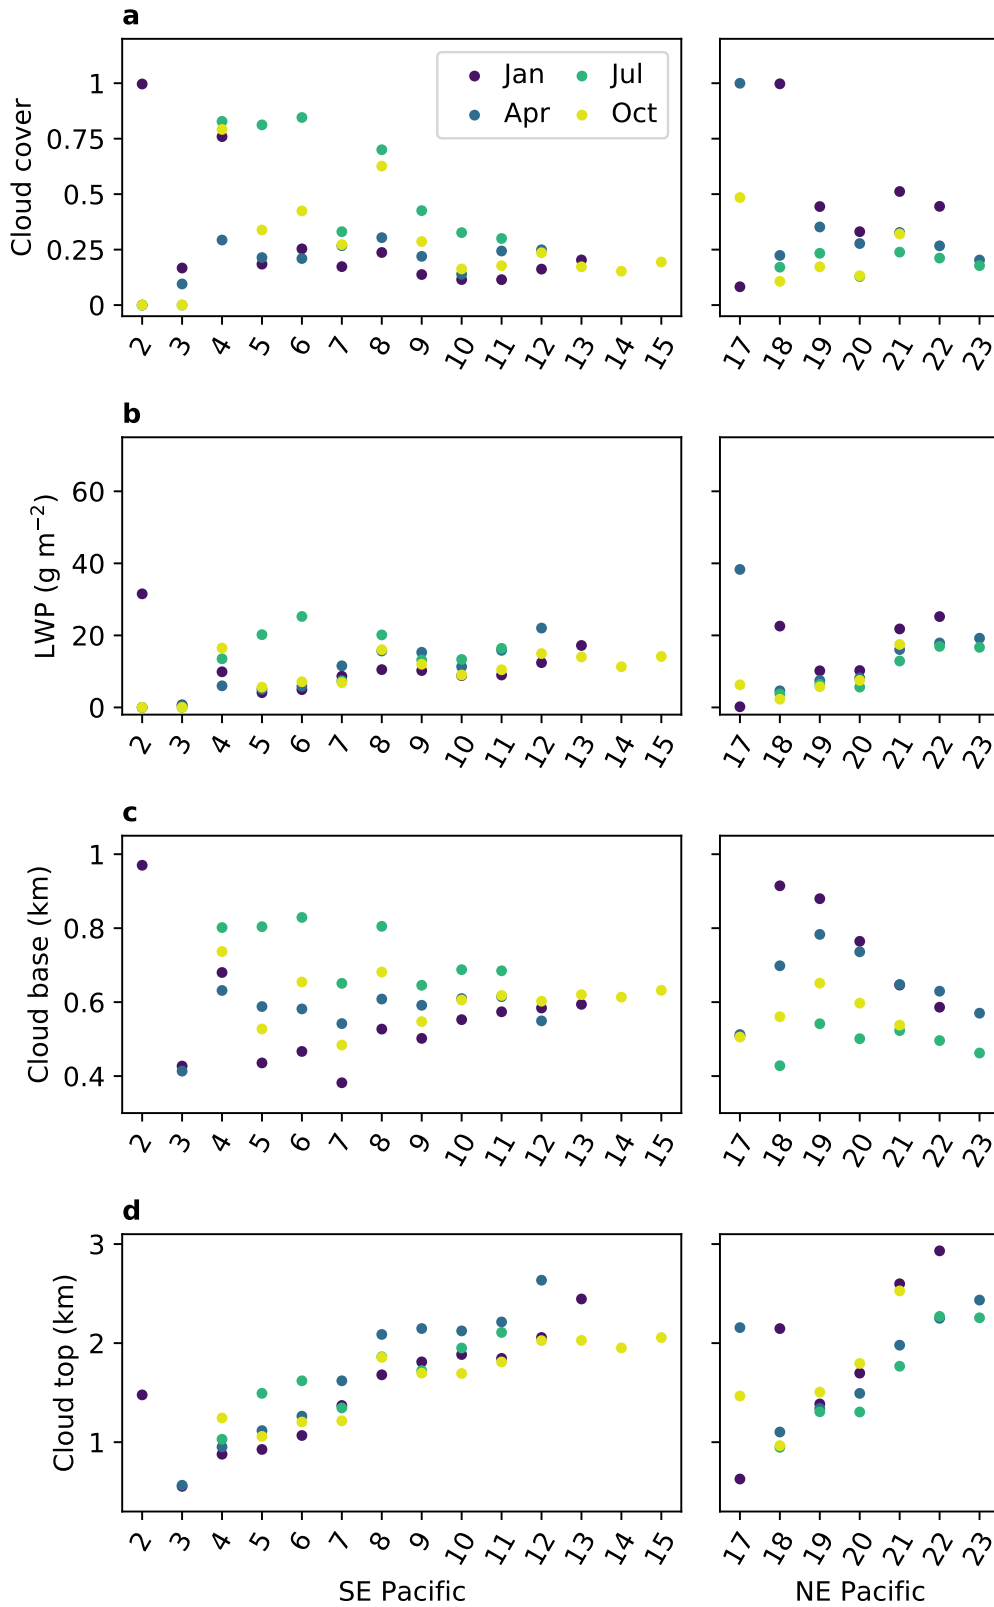 a
Cloud cover
1
0.75
0.5
0.25
0
Jan Jul
Apr Oct
2 3 4 5 6 7 8 9 10 11 12 13 14 15 17 18 19 20 21 22 23
b
LWP (g m−2)
60
40
20
0
2 3 4 5 6 7 8 9 10 11 12 13 14 15 17 18 19 20 21 22 23
c
Cloud base (km)
1
0.8
0.6
0.4
2 3 4 5 6 7 8 9 10 11 12 13 14 15 17 18 19 20 21 22 23
d
Cloud top (km)
3
2
1
2 3 4 5 6 7 8 9 10 11 12 13 14 15 17 18 19 20 21 22 23
SE Pacific NE Pacific